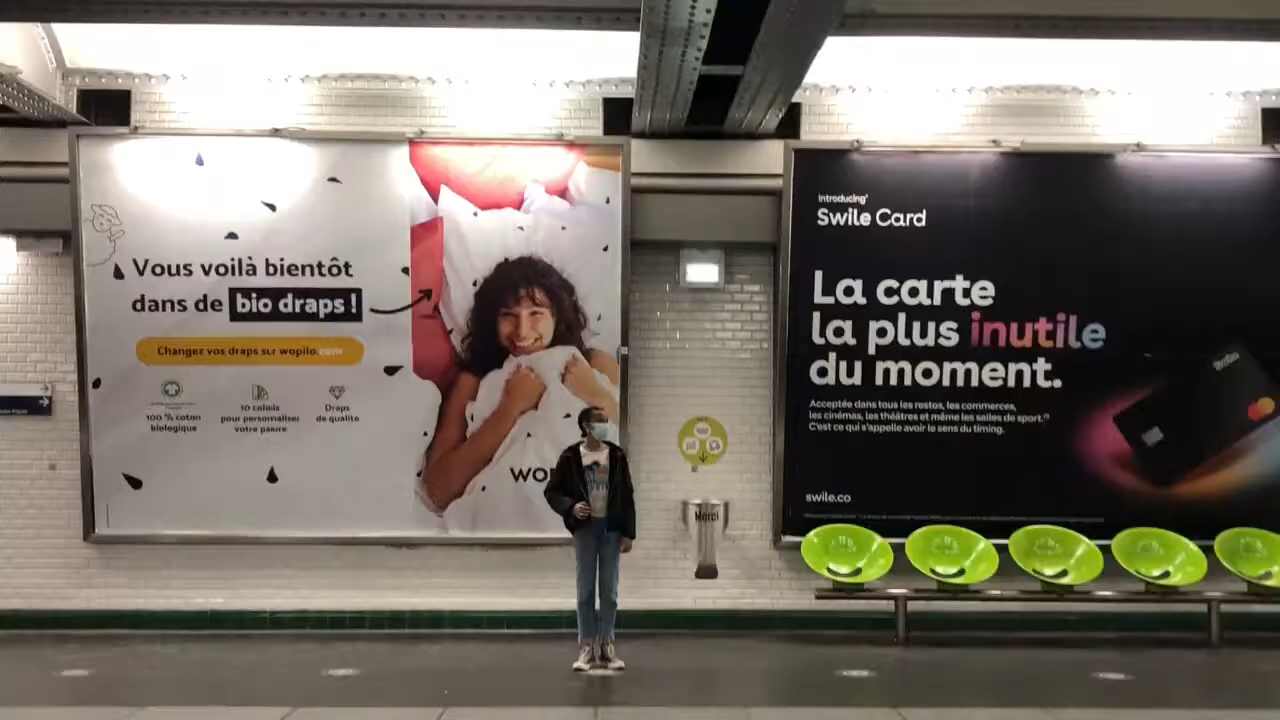 Vous voilà bientôt
dans de bio draps !
Changez vos draps sur wopilo.com
100 % coton
biologique
10 coloris
pour personnaliser
votre parure
Draps
de qualité
Merci
Introducing
Swile Card
La carte
la plus inutile
du moment.
Acceptée dans tous les restos, les commerces,
les cinémas, les théâtres et même les salles de sport.
C'est ce qui s'appelle avoir le sens du timing.
swile.co